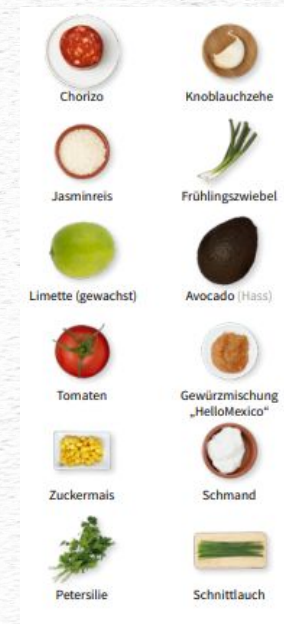 Chorizo
Knoblauchzehe
Jasminreis
Frühlingszwiebel
Limette (gewachst)
Avocado (Hass)
Tomaten
Gewürzmischung
„HelloMexico“
Zuckermais
Schmand
Petersilie
Schnittlauch